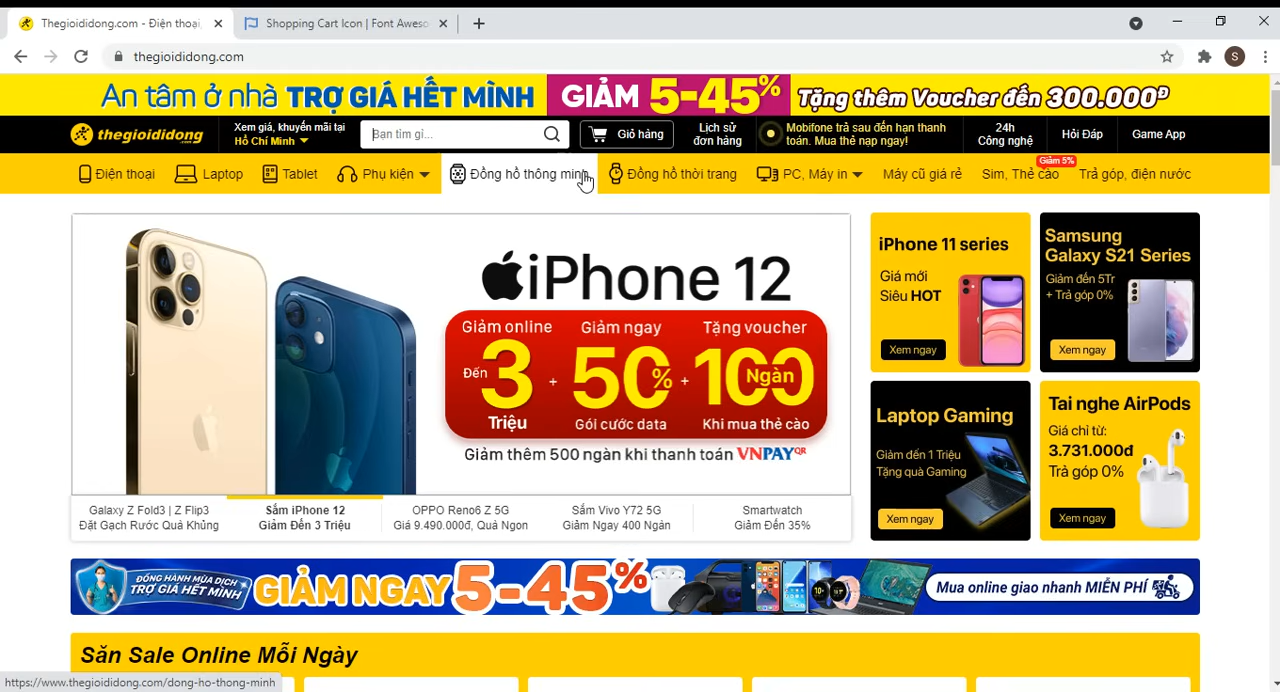 Thegioididong.com - Điện thoại,
Shopping Cart Icon | Font Aweso
thegioididong.com
S
An tâm ở nhà TRỢ GIÁ HẾT MÌNH GIẢM 5-45% Tặng thêm Voucher đến 300.000Đ
thegioididong.com
Xem giá, khuyến mãi tại
Hồ Chí Minh
Bạn tìm gì...
Giỏ hàng
Lịch sử
đơn hàng
Mobifone trả sau đến hạn thanh
toán. Mua thẻ nạp ngay!
24h
Công nghệ
Hỏi Đáp
Game App
Điện thoại
Laptop
Tablet
Phụ kiện
Đồng hồ thông minh
Đồng hồ thời trang
PC, Máy in
Máy cũ giá rẻ
Sim, Thẻ cào
Giảm 5%
Trả góp, điện nước
iPhone 12
Giảm online
Đến 3
Triệu
+
Giảm ngay
50%
Gói cước data
+
Tặng voucher
100 Ngàn
Khi mua thẻ cào
Giảm thêm 500 ngàn khi thanh toán VNPAYQR
iPhone 11 series
Giá mới
Siêu HOT
Xem ngay
Samsung
Galaxy S21 Series
Giảm đến 5Tr
+ Trả góp 0%
Xem ngay
Laptop Gaming
Giảm đến 1 Triệu
Tặng quà Gaming
Xem ngay
Tai nghe AirPods
Giá chỉ từ:
3.731.000đ
Trả góp 0%
Xem ngay
Galaxy Z Fold3 | Z Flip3
Đặt Gạch Rước Quà Khủng
Sắm iPhone 12
Giảm Đến 3 Triệu
OPPO Reno6 Z 5G
Giá 9.490.000đ, Quà Ngon
Sắm Vivo Y72 5G
Giảm Ngay 400 Ngàn
Smartwatch
Giảm Đến 35%
ĐỒNG HÀNH MÙA DỊCH
TRỢ GIÁ HẾT MÌNH
GIẢM NGAY 5-45%
Mua online giao nhanh MIỄN PHÍ
Săn Sale Online Mỗi Ngày
https://www.thegioididong.com/dong-ho-thong-minh